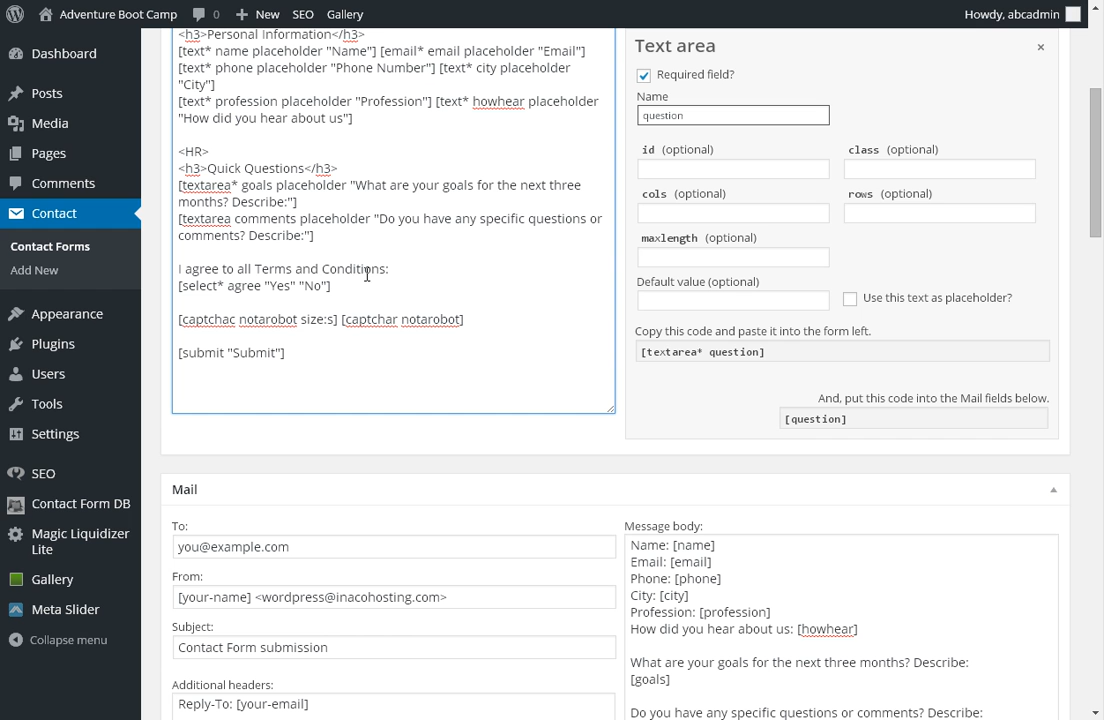 Adventure Boot Camp 0 New SEO Gallery Howdy, abcadmin
Dashboard
Posts
Media
Pages
Comments
Contact
Contact Forms
Add New
Appearance
Plugins
Users
Tools
Settings
SEO
Contact Form DB
Magic Liquidizer
Lite
Gallery
Meta Slider
Collapse menu
<h3>Personal Information</h3>
[text* name placeholder "Name"] [email* email placeholder "Email"]
[text* phone placeholder "Phone Number"] [text* city placeholder
"City"]
[text* profession placeholder "Profession"] [text* howhear placeholder
"How did you hear about us"]
<HR>
<h3>Quick Questions</h3>
[textarea* goals placeholder "What are your goals for the next three
months? Describe:"]
[textarea comments placeholder "Do you have any specific questions or
comments? Describe:"]
I agree to all Terms and Conditions:
[select* agree "Yes" "No"]
[captchac notarobot size:s] [captchar notarobot]
[submit "Submit"]
Text area ×
Required field?
Name
question
id (optional) class (optional)
cols (optional) rows (optional)
maxlength (optional)
Default value (optional)
Use this text as placeholder?
Copy this code and paste it into the form left.
[textarea* question]
And, put this code into the Mail fields below.
[question]
Mail
To:
you@example.com
From:
[your-name] <wordpress@inacohosting.com>
Subject:
Contact Form submission
Additional headers:
Reply-To: [your-email]
Message body:
Name: [name]
Email: [email]
Phone: [phone]
City: [city]
Profession: [profession]
How did you hear about us: [howhear]
What are your goals for the next three months? Describe:
[goals]
Do you have any specific questions or comments? Describe: